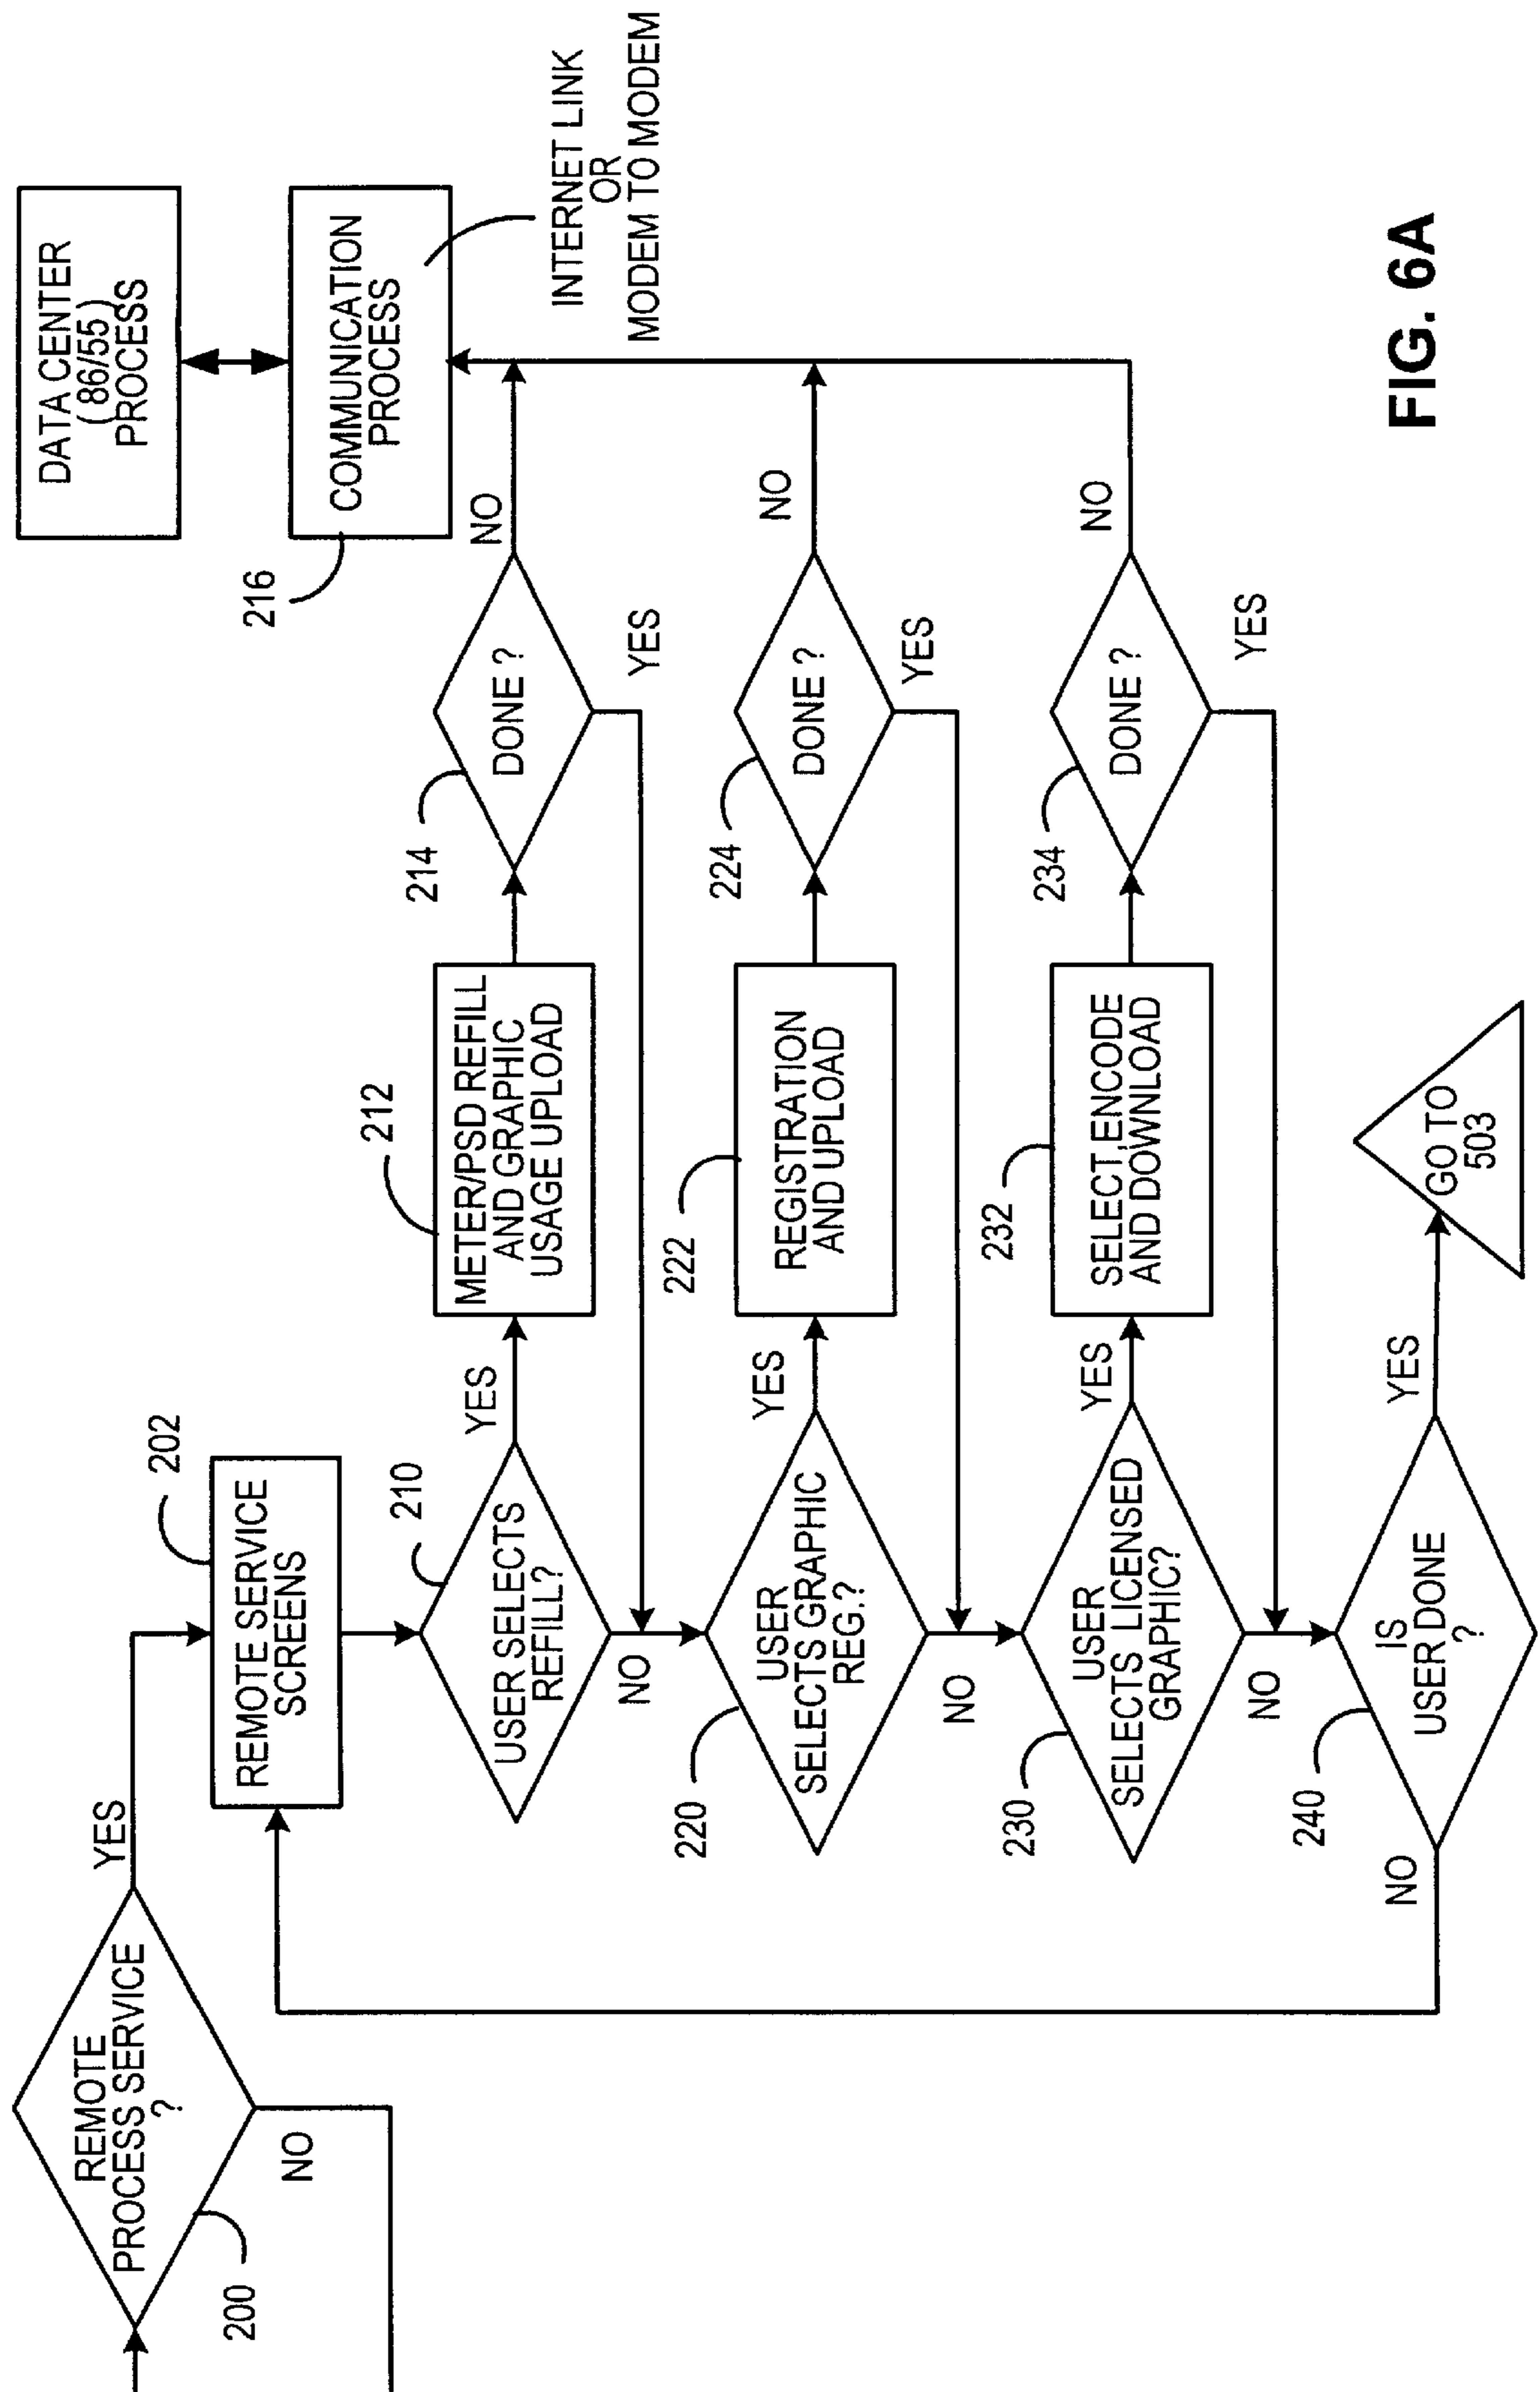 REMOTE
PROCESS SERVICE
?
200
YES
NO
REMOTE SERVICE
SCREENS
202
USER SELECTS
REFILL?
210
YES
NO
METER/PSD REFILL
AND GRAPHIC
USAGE UPLOAD
212
DONE ?
214
NO
YES
COMMUNICATION
PROCESS
216
DATA CENTER
( 86/55 )
PROCESS
INTERNET LINK
OR
MODEM TO MODEM
USER
SELECTS GRAPHIC
REG.?
220
YES
NO
REGISTRATION
AND UPLOAD
222
DONE ?
224
NO
YES
USER
SELECTS LICENSED
GRAPHIC?
230
YES
NO
SELECT,ENCODE
AND DOWNLOAD
232
DONE ?
234
NO
YES
IS
USER DONE
?
240
NO
YES
GO TO
503
FIG. 6A